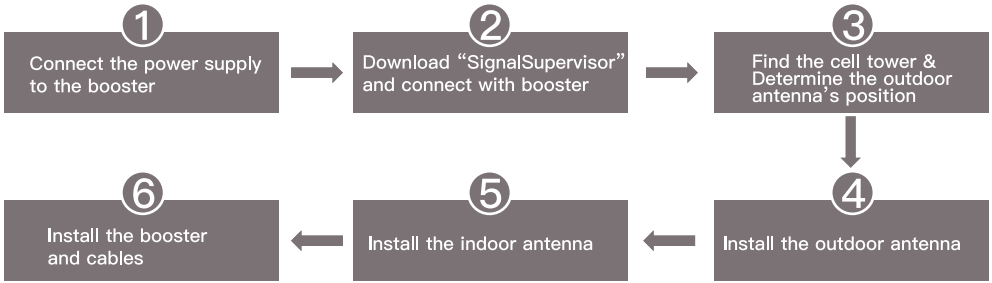 1
Connect the power supply
to the booster
2
Download “SignalSupervisor”
and connect with booster
3
Find the cell tower &
Determine the outdoor
antenna’s position
4
Install the outdoor antenna
5
Install the indoor antenna
6
Install the booster
and cables